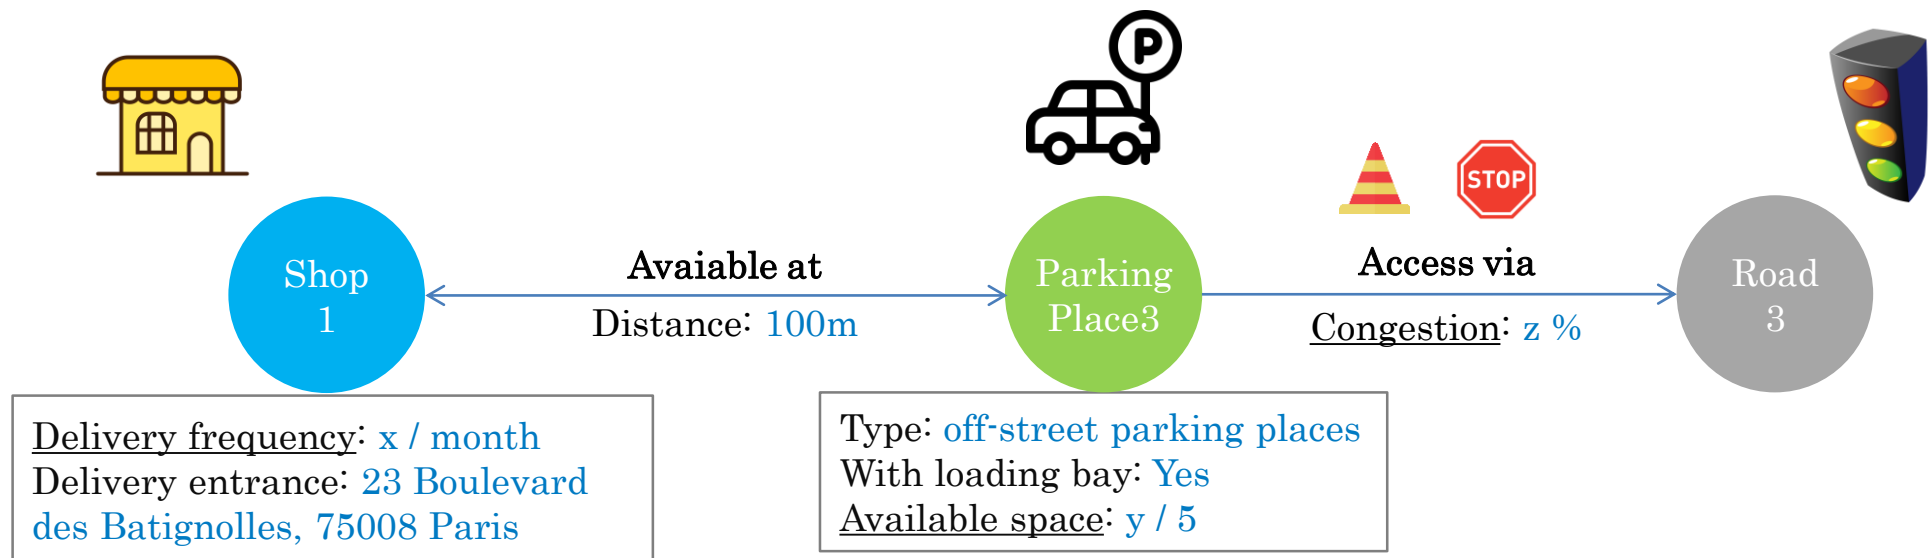 P
STOP
Shop
1
Avaiable at
Distance: 100m
Parking
Place3
Access via
Congestion: z %
Road
3
Delivery frequency: x / month
Delivery entrance: 23 Boulevard
des Batignolles, 75008 Paris
Type: off-street parking places
With loading bay: Yes
Available space: y / 5